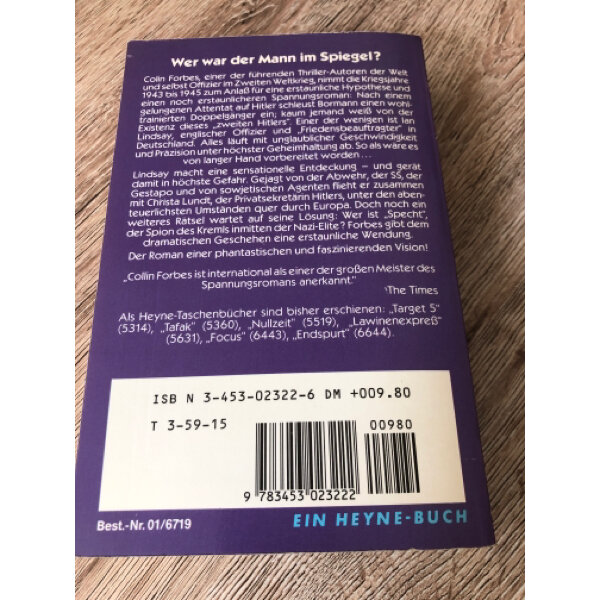 Wer war der Mann im Spiegel?
Colin Forbes, einer der führenden Thriller-Autoren der Welt
und selbst Offizier im Zweiten Weltkrieg, nimmt die Kriegsjahre
1943 bis 1945 zum Anlaß für eine erstaunliche Hypothese und
einen noch erstaunlicheren Spannungsroman: Nach einem
gelungenen Attentat auf Hitler schleust Bormann einen wohl-
trainierten Doppelgänger ein; kaum jemand weiß von der
Existenz dieses „zweiten Hitlers". Einer der wenigen ist Ian
Lindsay, englischer Offizier und „Friedensbeauftragter" in
Deutschland. Alles läuft mit unglaublicher Geschwindigkeit
und Präzision unter höchster Geheimhaltung ab. So als wäre es
von langer Hand vorbereitet worden...
Lindsay macht eine sensationelle Entdeckung – und gerät
damit in höchste Gefahr. Gejagt von der Abwehr, der SS, der
Gestapo und von sowjetischen Agenten flieht er zusammen
mit Christa Lundt, der Privatsekretärin Hitlers, unter den aben-
teuerlichsten Umständen quer durch Europa. Doch noch ein
weiteres Rätsel wartet auf seine Lösung: Wer ist „Specht",
der Spion des Kremls inmitten der Nazi-Elite? Forbes gibt dem
dramatischen Geschehen eine erstaunliche Wendung.
Der Roman einer phantastischen und faszinierenden Vision!
„Collin Forbes ist international als einer der großen Meister des
Spannungsromans anerkannt."
The Times
Als Heyne-Taschenbücher sind bisher erschienen: „Target 5"
(5314), „Tafak" (5360), „Nullzeit" (5519), „Lawinenexpreß"
(5631), „Focus" (6443), „Endspurt" (6644).
ISB N 3-453-02322-6 DM +009.80
T 3-59-15
00980
9 783453 023222
Best.-Nr. 01/6719
EIN HEYNE-BUCH